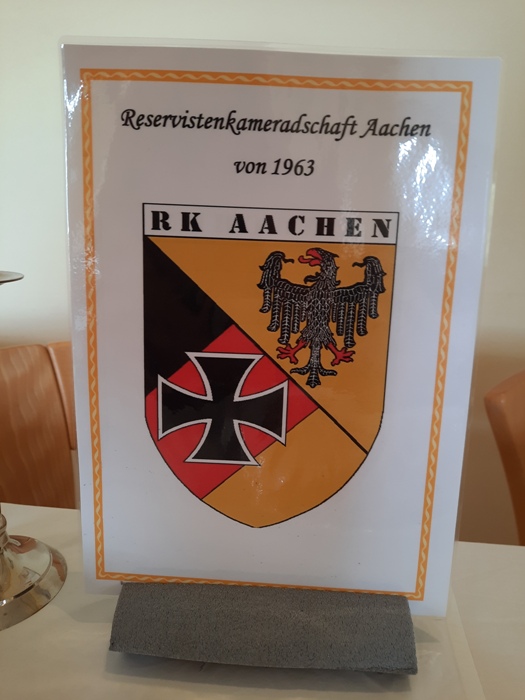 Reservistenkameradschaft Aachen
von 1963
RK AACHEN